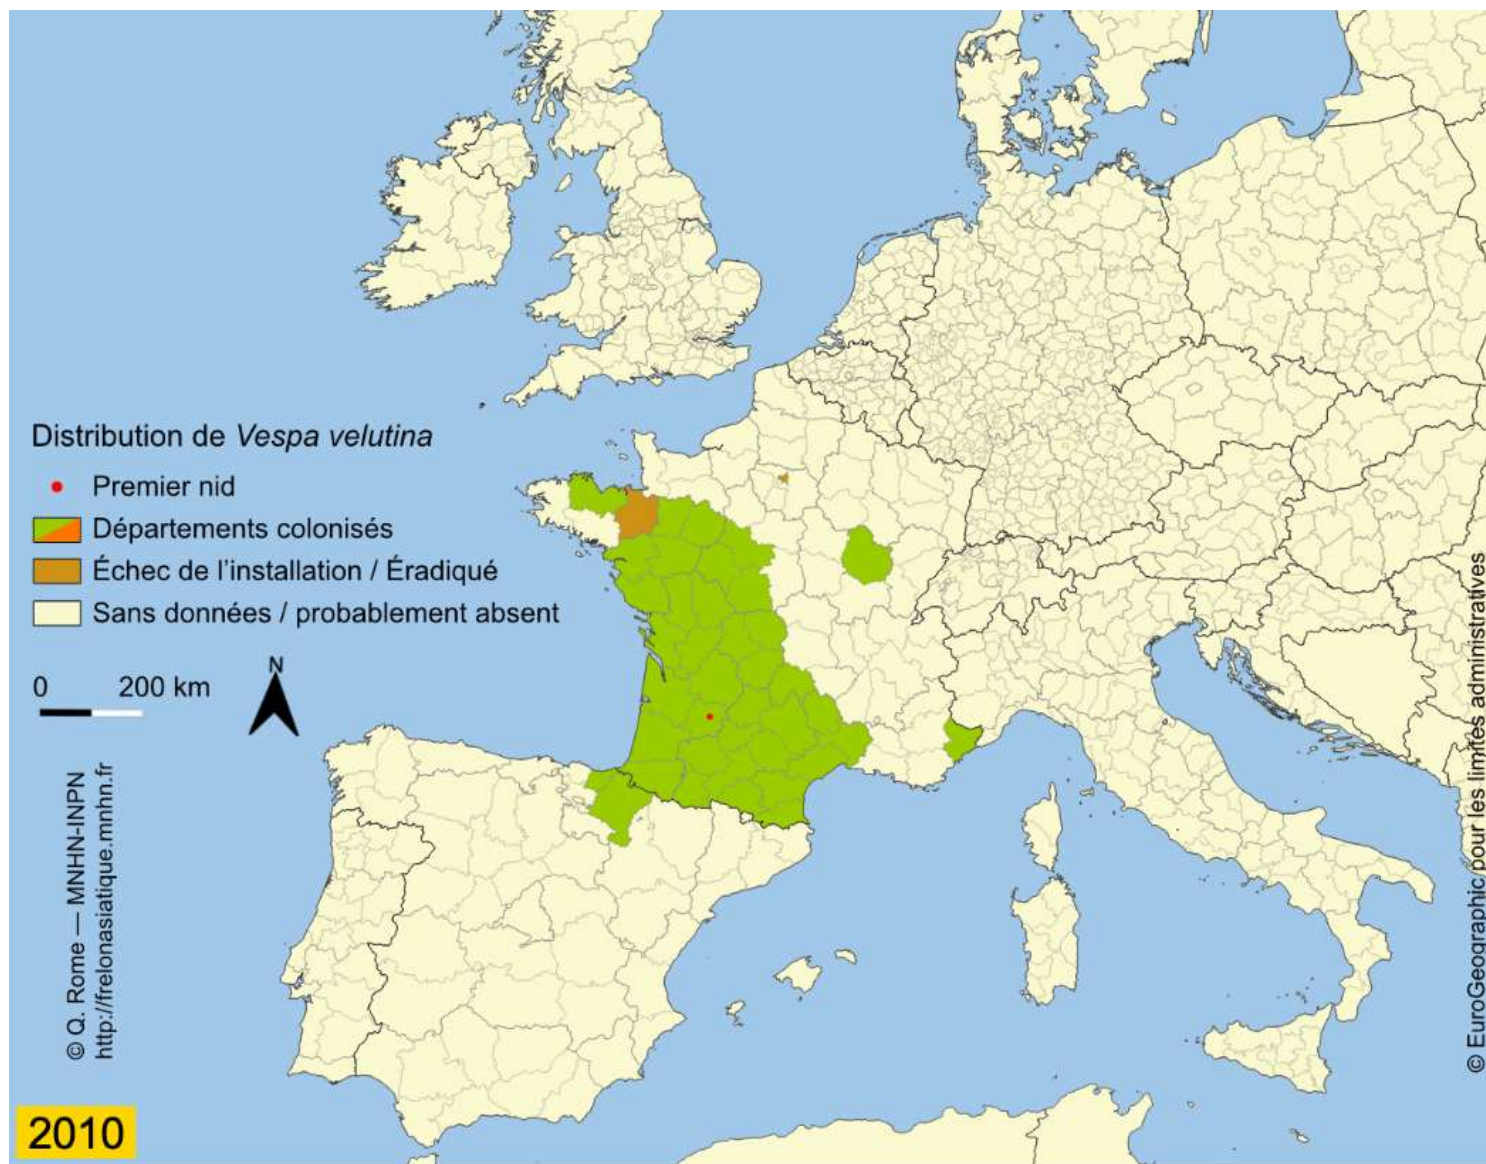 Distribution de Vespa velutina
Premier nid
Départements colonisés
Échec de l'installation / Éradiqué
Sans données / probablement absent
0 200 km
N
© Q. Rome — MNHN-INPN
http://frelonasiatique.mnhn.fr
© EuroGeographic pour les limites administratives
2010